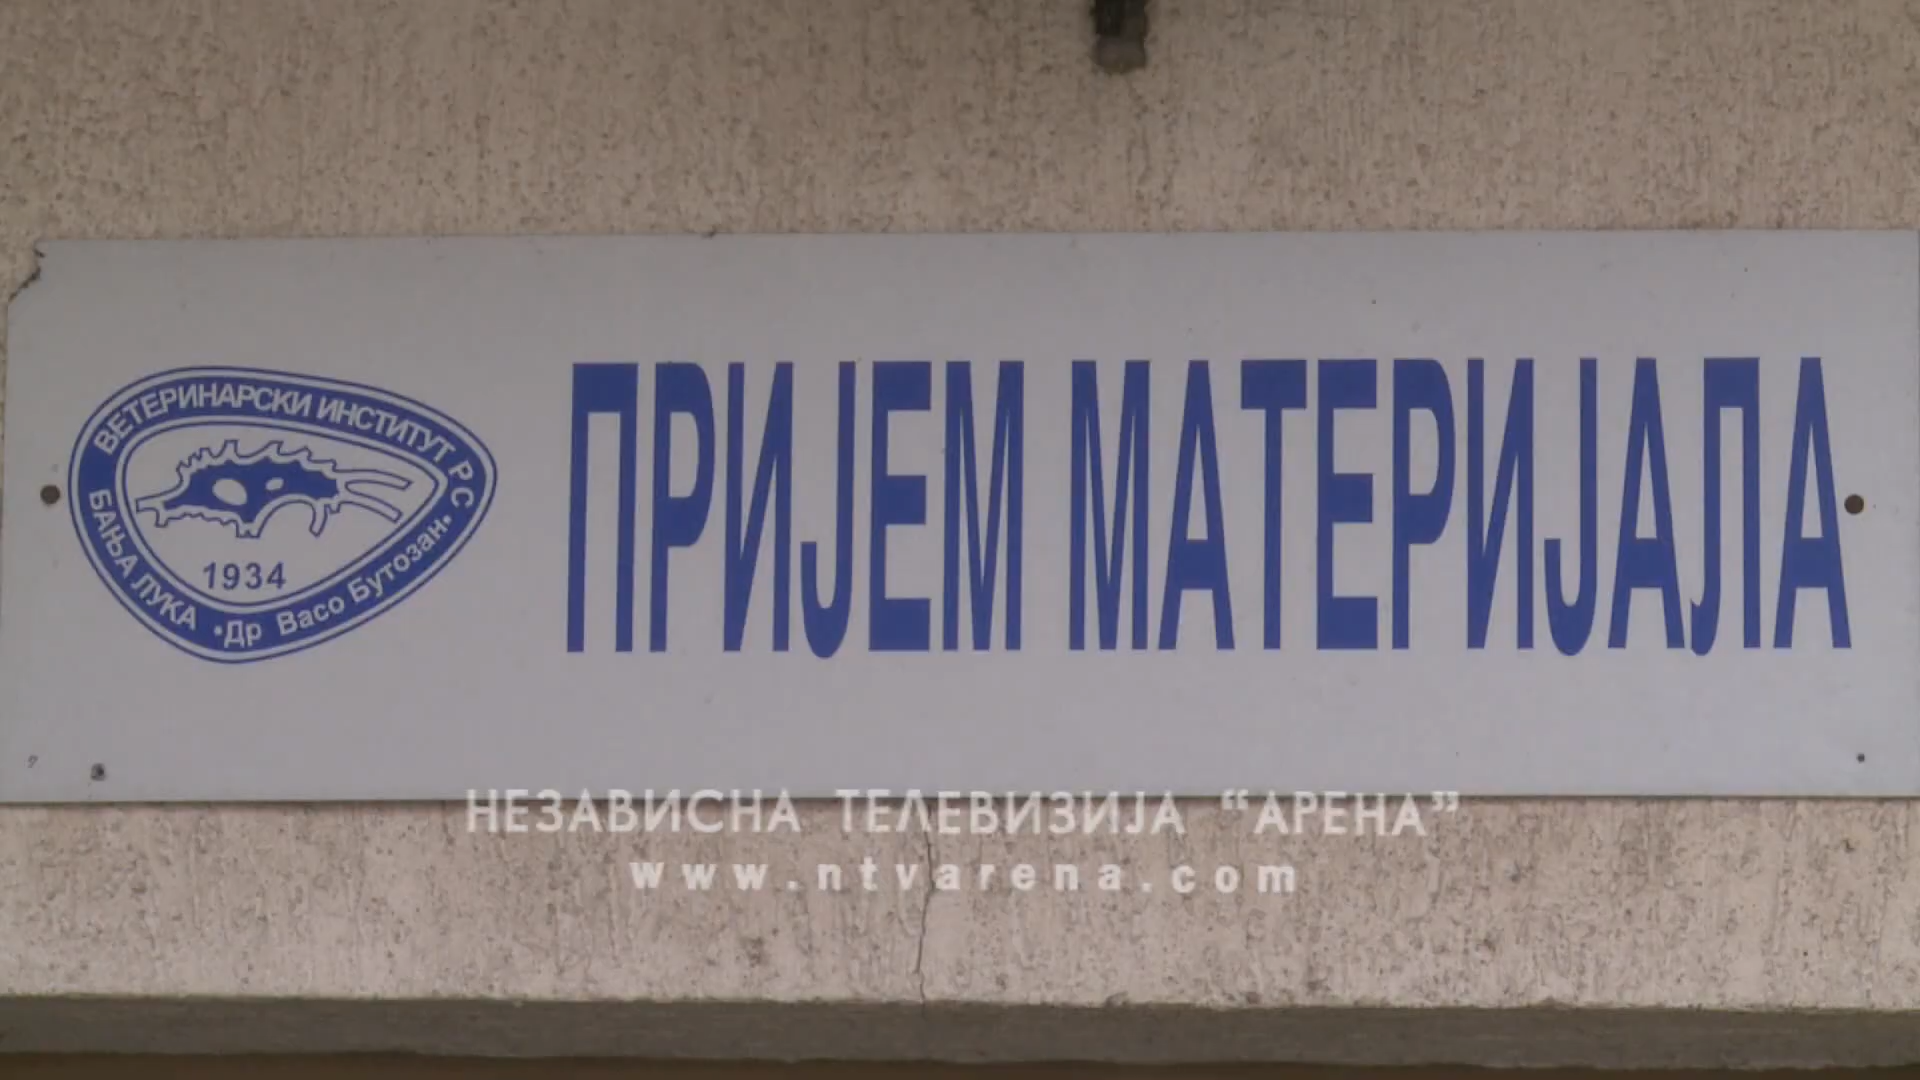 ВЕТЕРИНАРСКИ ИНСТИТУТ РС
1934
БАЊА ЛУКА •Др Васо Бутозан•
ПРИЈЕМ МАТЕРИЈАЛА
НЕЗАВИСНА ТЕЛЕВИЗИЈА “АРЕНА”
www.ntvarena.com